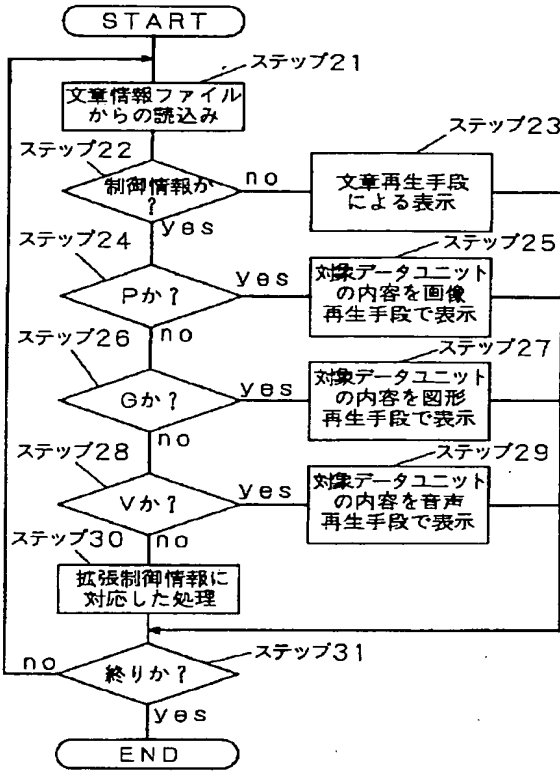 START
ステップ21
文章情報ファイル
からの読込み
ステップ22
制御情報か
?
no
yes
ステップ23
文章再生手段
による表示
ステップ24
Pか?
yes
no
ステップ25
対象データユニット
の内容を画像
再生手段で表示
ステップ26
Gか?
yes
no
ステップ27
対象データユニット
の内容を図形
再生手段で表示
ステップ28
Vか?
yes
no
ステップ29
対象データユニット
の内容を音声
再生手段で表示
ステップ30
拡張制御情報に
対応した処理
ステップ31
終りか?
no
yes
END